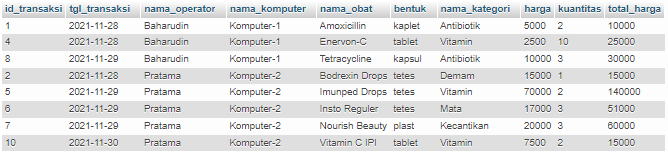 id_transaksi tgl_transaksi nama_operator nama_komputer nama_obat bentuk nama_kategori harga kuantitas total_harga
1 2021-11-28 Baharudin Komputer-1 Amoxicillin kaplet Antibiotik 5000 2 10000
4 2021-11-28 Baharudin Komputer-1 Enervon-C tablet Vitamin 2500 10 25000
8 2021-11-29 Baharudin Komputer-1 Tetracycline kapsul Antibiotik 10000 3 30000
2 2021-11-28 Pratama Komputer-2 Bodrexin Drops tetes Demam 15000 1 15000
5 2021-11-29 Pratama Komputer-2 Imunped Drops tetes Vitamin 70000 2 140000
6 2021-11-29 Pratama Komputer-2 Insto Reguler tetes Mata 17000 3 51000
7 2021-11-29 Pratama Komputer-2 Nourish Beauty plast Kecantikan 20000 3 60000
10 2021-11-30 Pratama Komputer-2 Vitamin C IPI tablet Vitamin 7500 2 15000